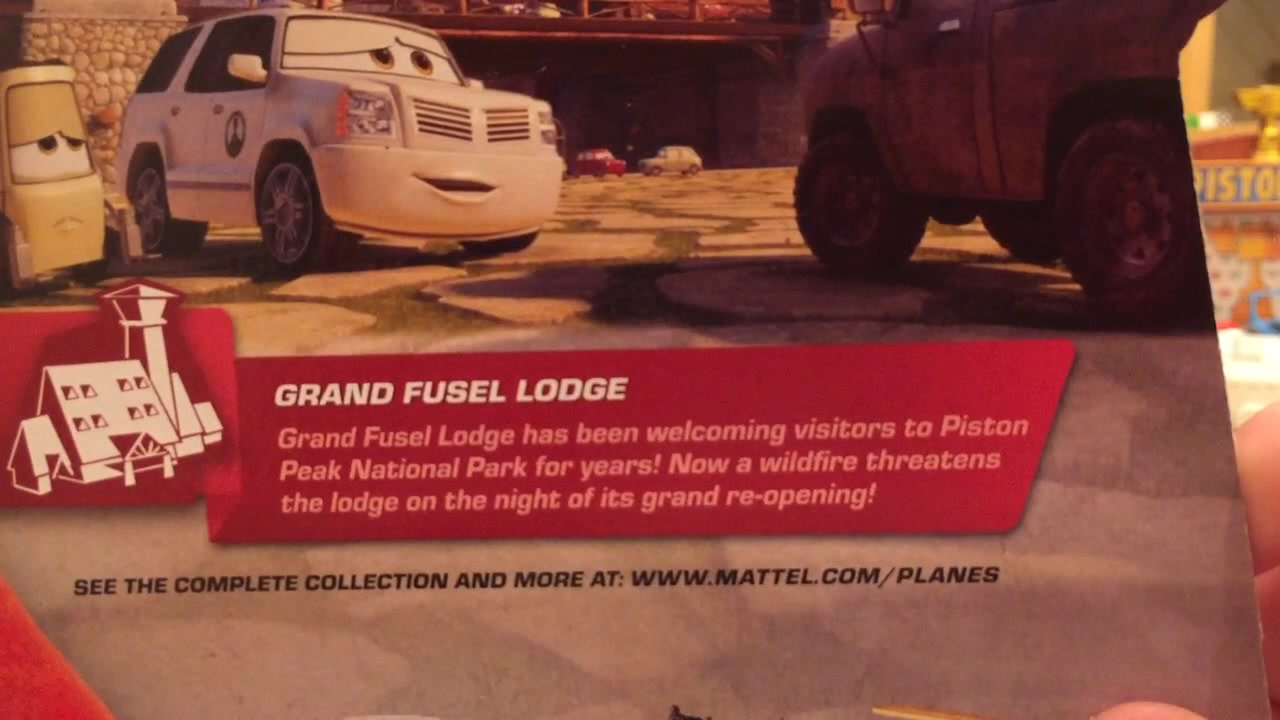 PISTO
GRAND FUSEL LODGE
Grand Fusel Lodge has been welcoming visitors to Piston
Peak National Park for years! Now a wildfire threatens
the lodge on the night of its grand re-opening!
SEE THE COMPLETE COLLECTION AND MORE AT: WWW.MATTEL.COM/PLANES